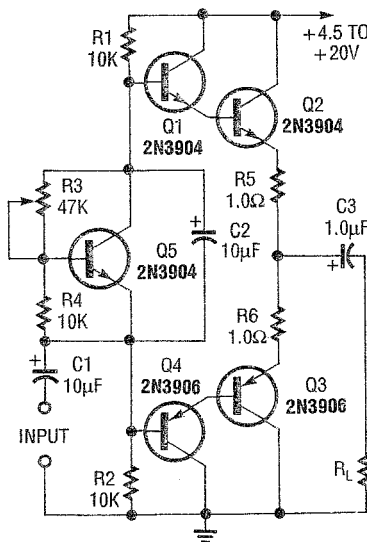 R1
10K
+4.5 TO
+20V
Q1
2N3904
Q2
2N3904
R3
47K
R5
1.0Ω
C3
1.0μF
+
C2
10μF
+
Q5
2N3904
R4
10K
R6
1.0Ω
C1
10μF
+
Q4
2N3906
Q3
2N3906
INPUT
R2
10K
RL